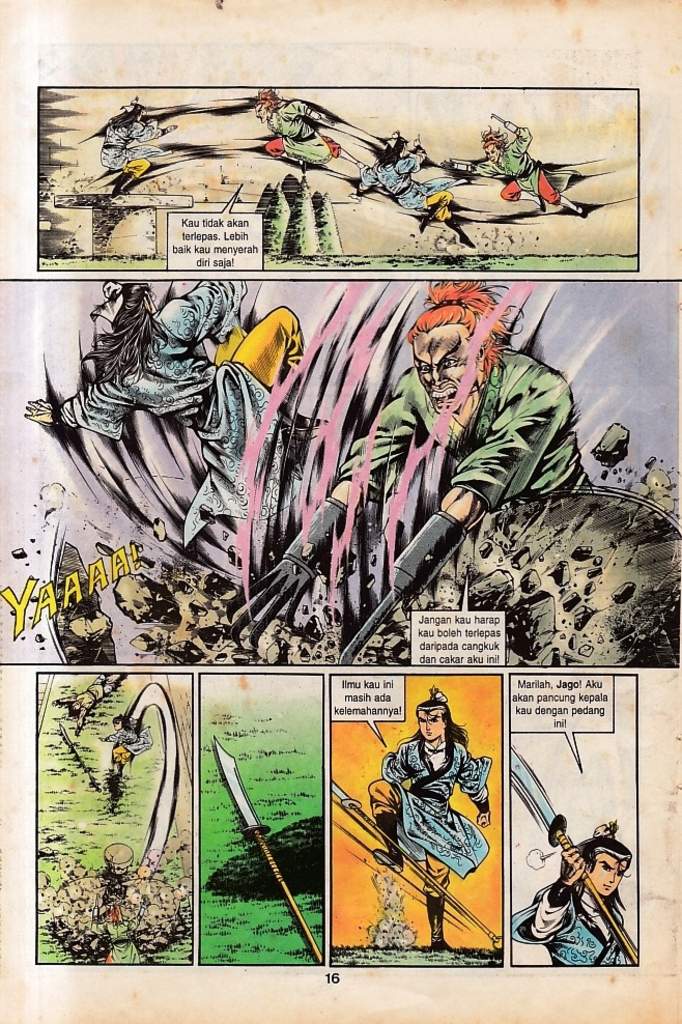 Kau tidak akan
terlepas. Lebih
baik kau menyerah
diri saja!
YAAAA!
Jangan kau harap
kau boleh terlepas
daripada cangkuk
dan cakar aku ini!
Ilmu kau ini
masih ada
kelemahannya!
Marilah, Jago! Aku
akan pancung kepala
kau dengan pedang
ini!
16